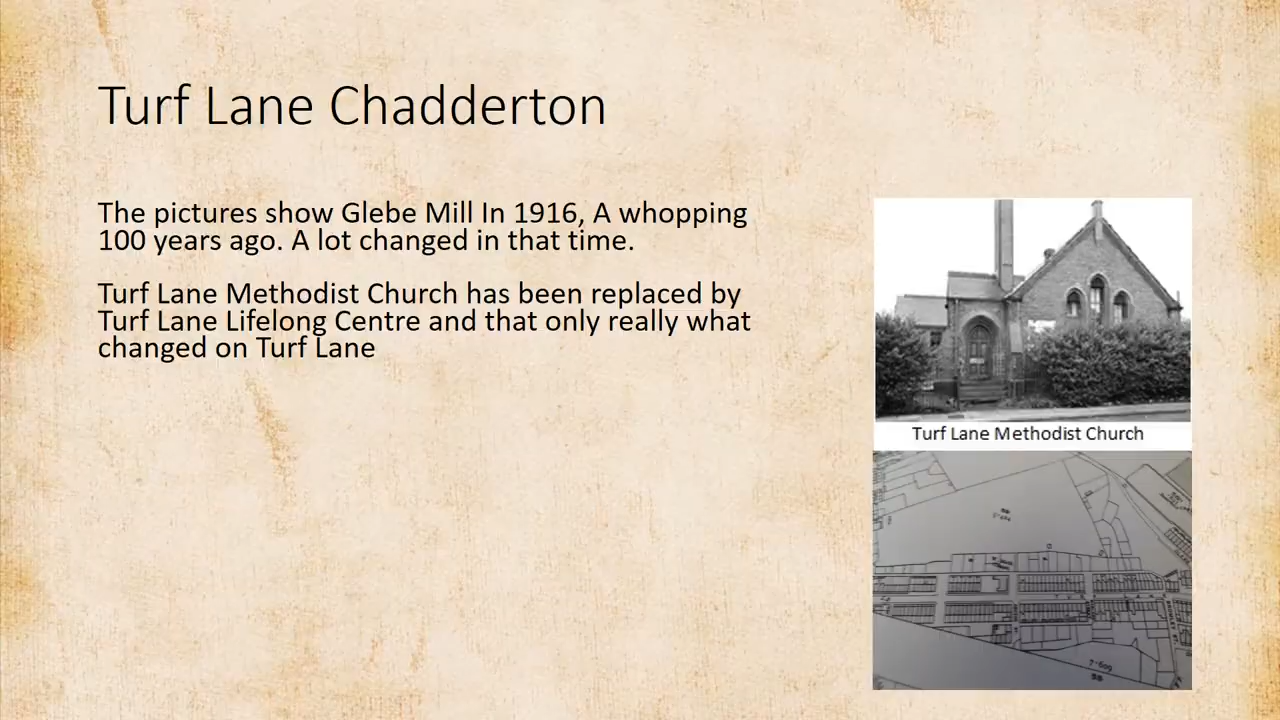 Turf Lane Chadderton
The pictures show Glebe Mill In 1916, A whopping
100 years ago. A lot changed in that time.
Turf Lane Methodist Church has been replaced by
Turf Lane Lifelong Centre and that only really what
changed on Turf Lane
Turf Lane Methodist Church